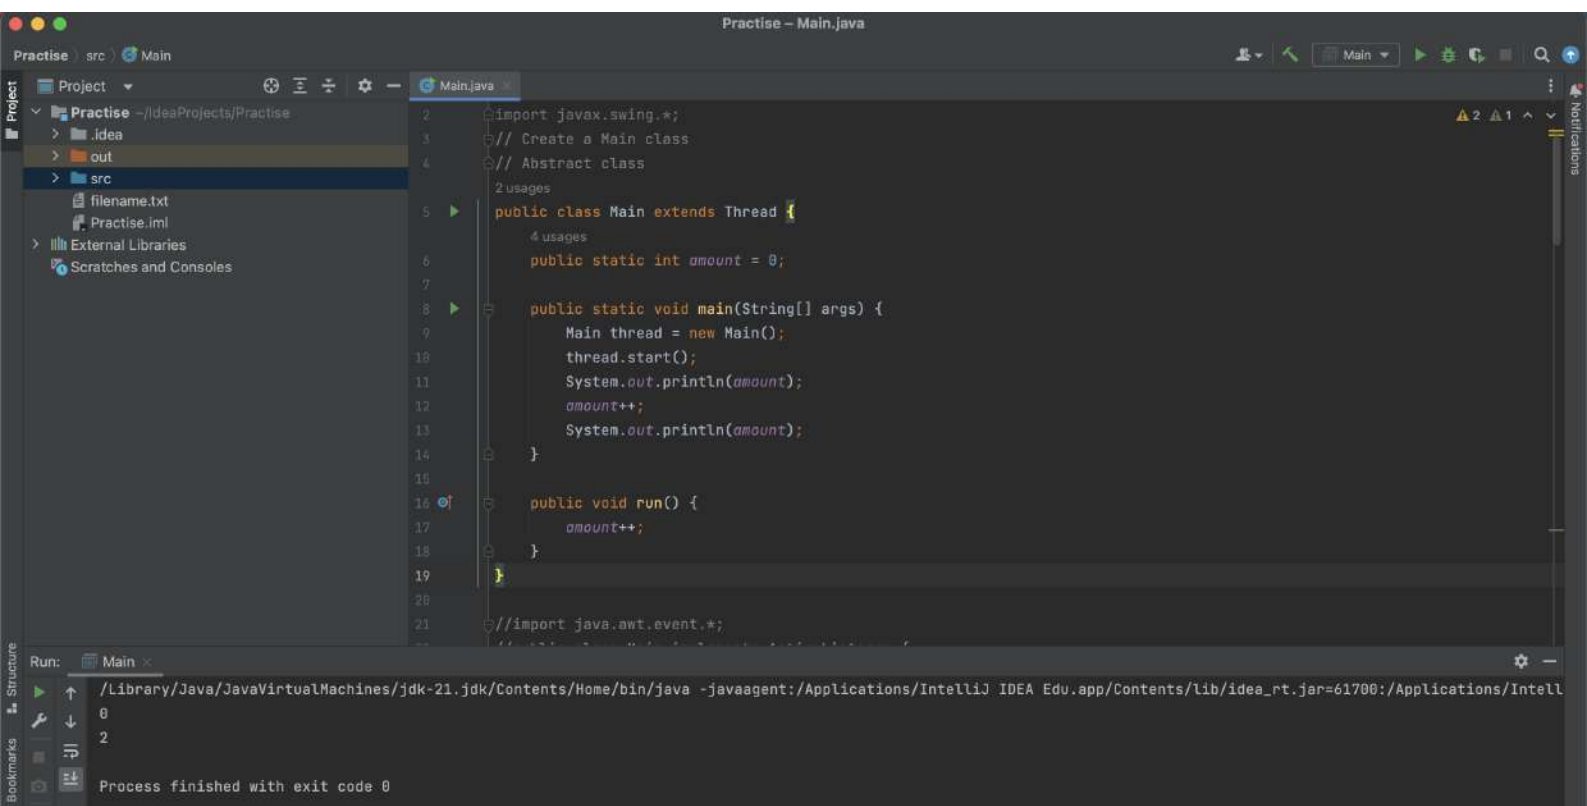 Practise – Main.java
Practise src Main
Main
Project
Main.java
Practise ~/IdeaProjects/Practise
.idea
out
src
filename.txt
Practise.iml
External Libraries
Scratches and Consoles
2 import javax.swing.*;
3 // Create a Main class
4 // Abstract class
2 usages
5 public class Main extends Thread {
4 usages
6 public static int amount = 0;
7
8 public static void main(String[] args) {
9 Main thread = new Main();
10 thread.start();
11 System.out.println(amount);
12 amount++;
13 System.out.println(amount);
14 }
15
16 public void run() {
17 amount++;
18 }
19 }
20
21 //import java.awt.event.*;
2 1
Project
Notifications
Structure
Bookmarks
Run: Main
/Library/Java/JavaVirtualMachines/jdk-21.jdk/Contents/Home/bin/java -javaagent:/Applications/IntelliJ IDEA Edu.app/Contents/lib/idea_rt.jar=61700:/Applications/Intell
0
2
Process finished with exit code 0